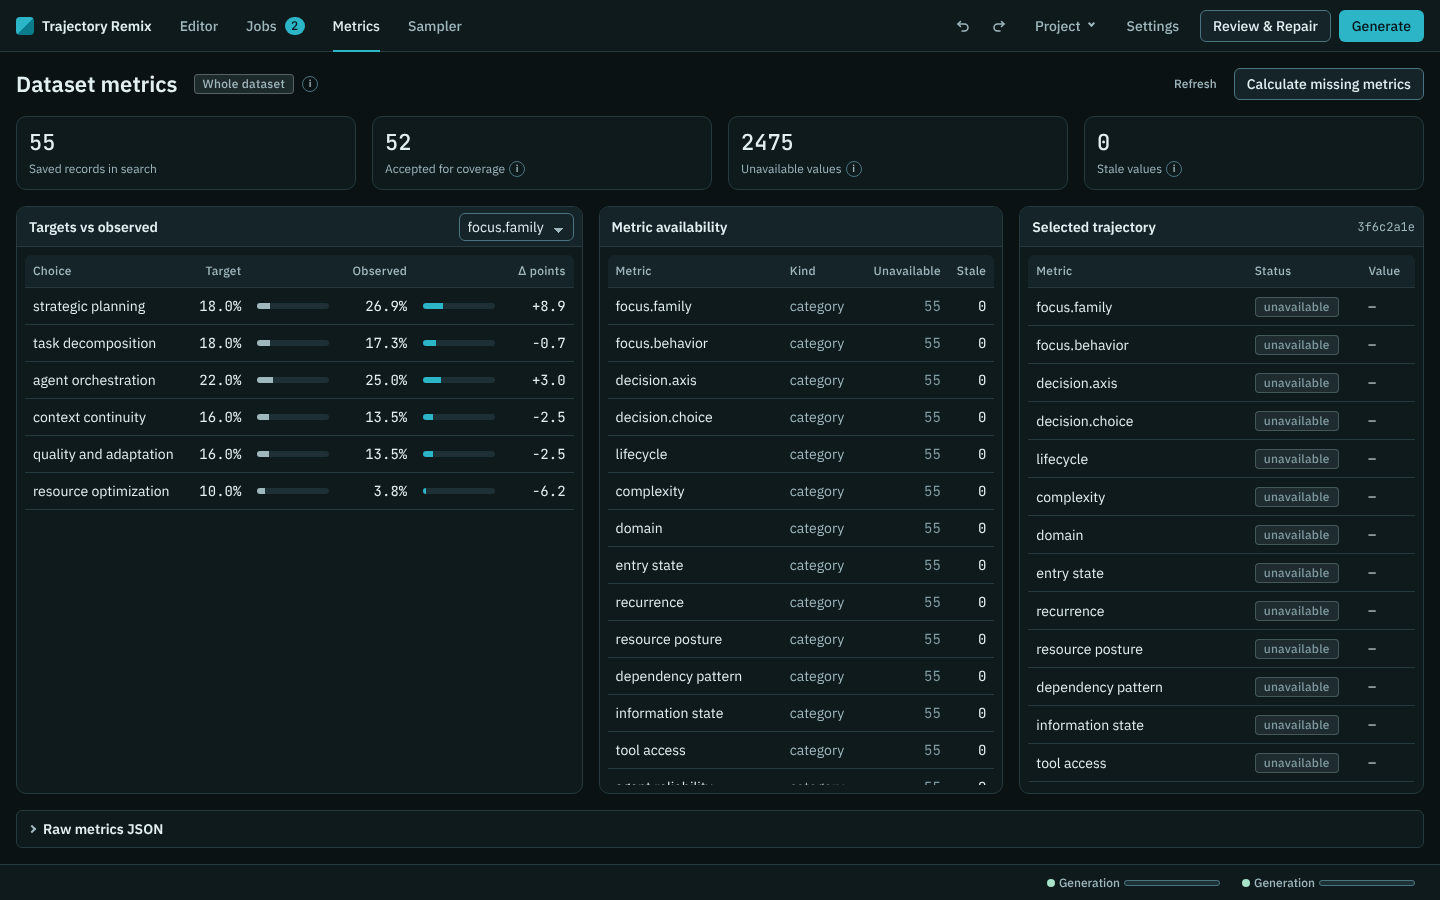 Trajectory Remix Editor Jobs 2 Metrics Sampler Project Settings Review & Repair Generate
Dataset metrics Whole dataset i Refresh Calculate missing metrics
55
Saved records in search
52
Accepted for coverage i
2475
Unavailable values i
0
Stale values i
Targets vs observed focus.family
Choice Target Observed Δ points
strategic planning 18.0% 26.9% +8.9
task decomposition 18.0% 17.3% -0.7
agent orchestration 22.0% 25.0% +3.0
context continuity 16.0% 13.5% -2.5
quality and adaptation 16.0% 13.5% -2.5
resource optimization 10.0% 3.8% -6.2
Metric availability
Metric Kind Unavailable Stale
focus.family category 55 0
focus.behavior category 55 0
decision.axis category 55 0
decision.choice category 55 0
lifecycle category 55 0
complexity category 55 0
domain category 55 0
entry state category 55 0
recurrence category 55 0
resource posture category 55 0
dependency pattern category 55 0
information state category 55 0
tool access category 55 0
Selected trajectory 3f6c2a1e
Metric Status Value
focus.family unavailable –
focus.behavior unavailable –
decision.axis unavailable –
decision.choice unavailable –
lifecycle unavailable –
complexity unavailable –
domain unavailable –
entry state unavailable –
recurrence unavailable –
resource posture unavailable –
dependency pattern unavailable –
information state unavailable –
tool access unavailable –
Raw metrics JSON
Generation Generation